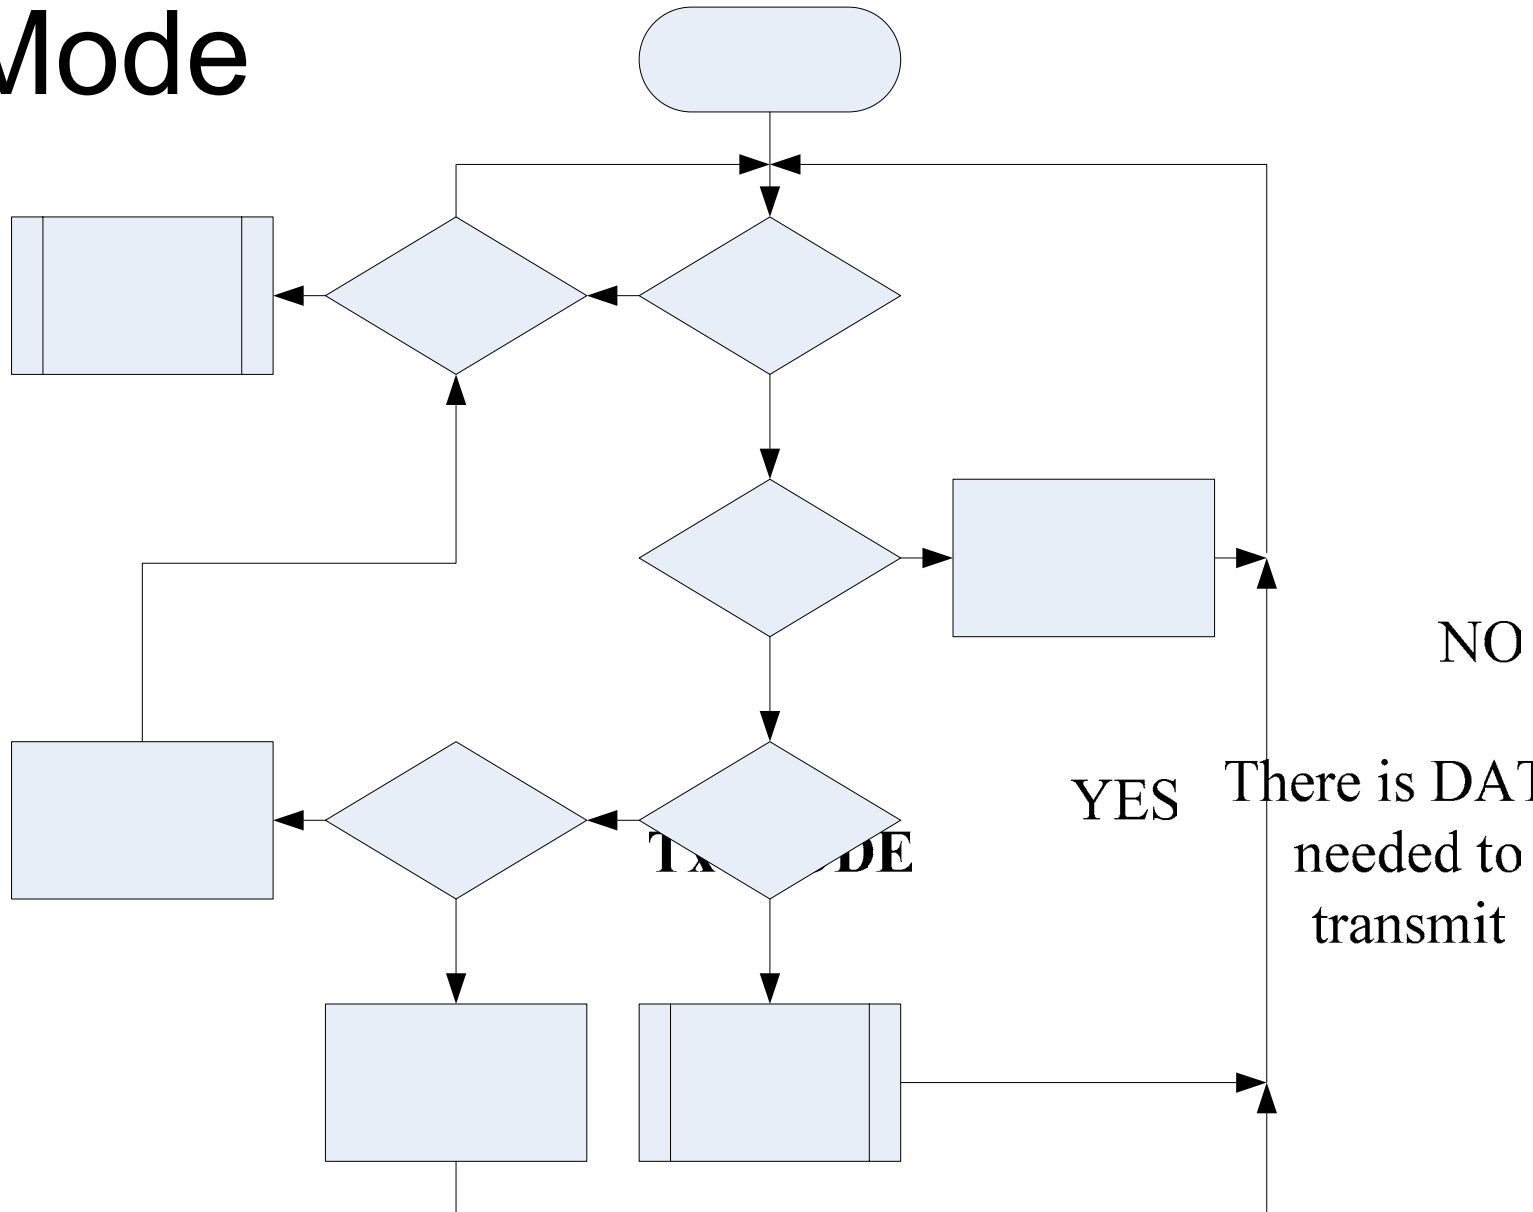 Mode
NO
YES
There is DAT
needed to
transmit